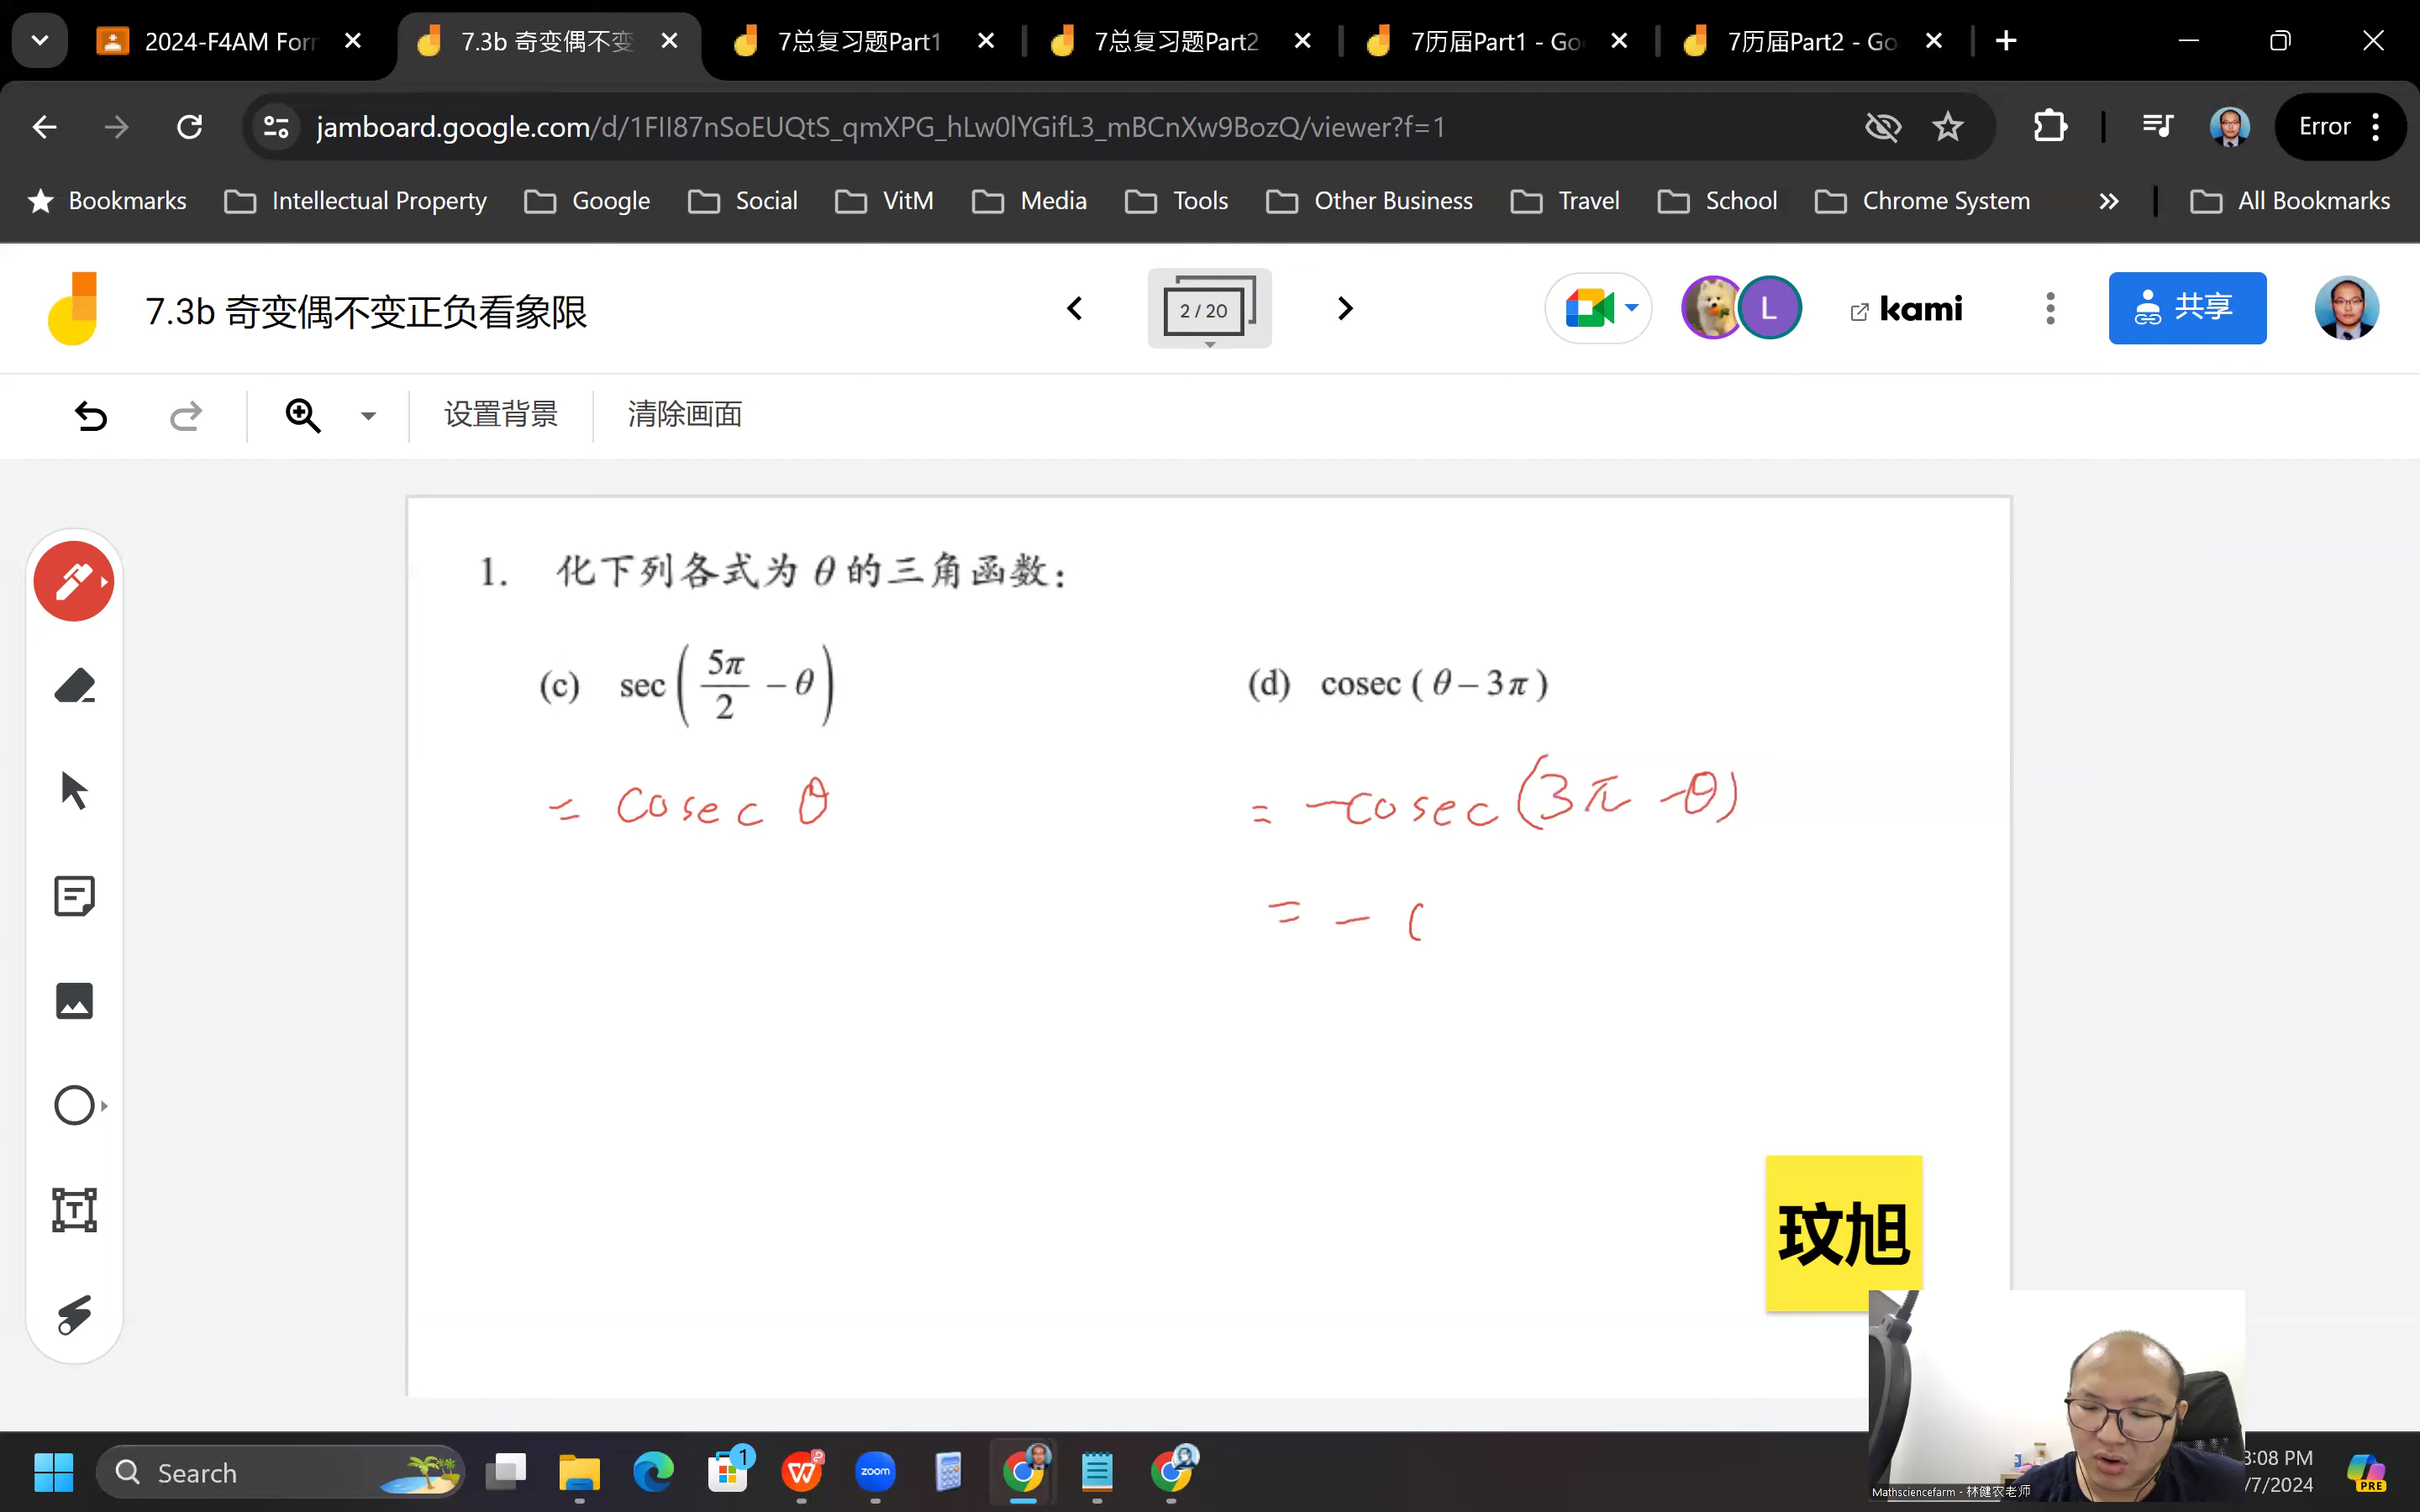 2024-F4AM Forr
7.3b 奇变偶不变
7总复习题Part1
7总复习题Part2
7历届Part1 - Go
7历届Part2 - Go
jamboard.google.com/d/1FII87nSoEUQtS_qmXPG_hLw0lYGifL3_mBCnXw9BozQ/viewer?f=1
Error
Bookmarks
Intellectual Property
Google
Social
VitM
Media
Tools
Other Business
Travel
School
Chrome System
All Bookmarks
7.3b 奇变偶不变正负看象限
2 / 20
L
kami
共享
设置背景
清除画面
1. 化下列各式为 θ 的三角函数：
(c) sec(5π/2 − θ)
(d) cosec ( θ − 3π )
= cosec θ
= −cosec (3π −θ)
= − (
玟旭
Mathsciencefarm - 林健农老师
Search
1
zoom
3:08 PM
/7/2024
PRE